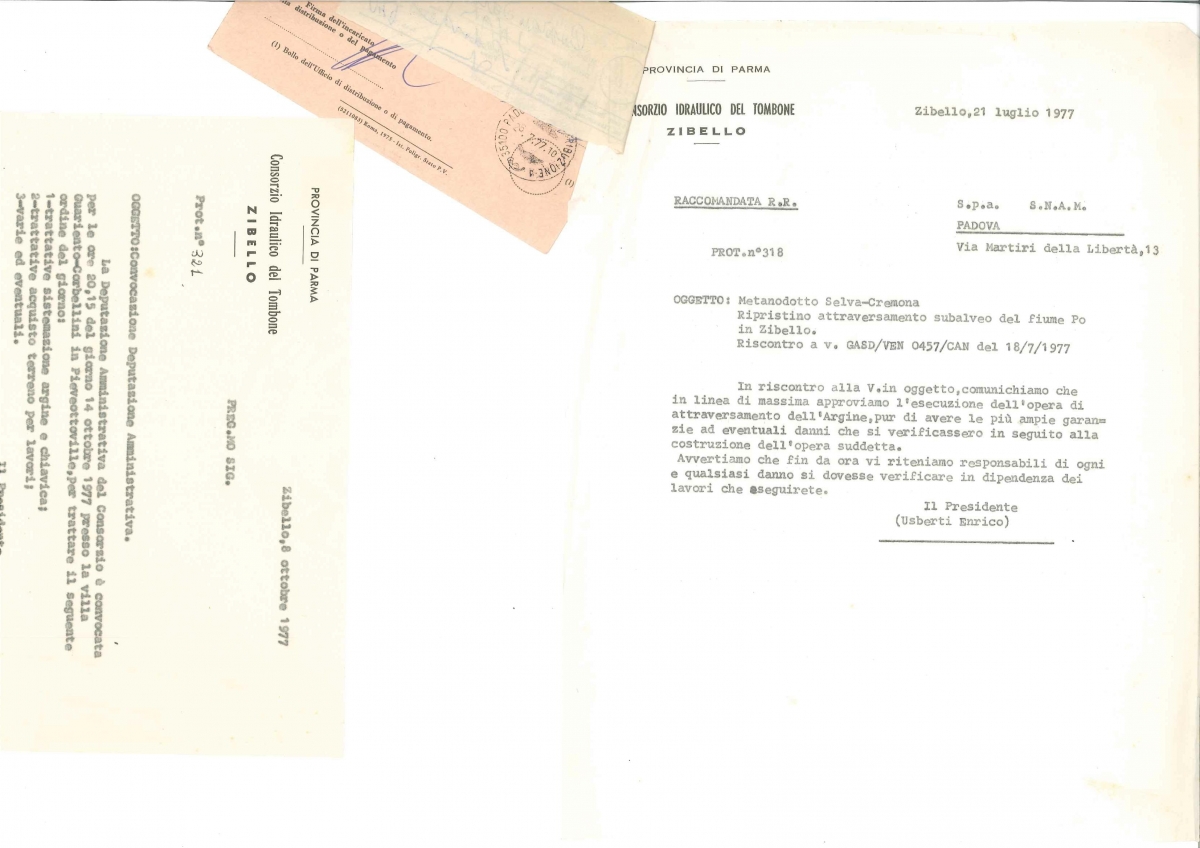 Firma dell'incaricato
distribuzione o del pagamento
(1) Bollo dell'Ufficio di distribuzione o di pagamento.
(5211083) Roma, 1975 - Ist. Poligr. Stato P.V.
(1)
PROVINCIA DI PARMA
Consorzio Idraulico del Tombone
ZIBELLO
Zibello,8 ottobre 1977
Prot.n° 321
PREG.MO SIG.
OGGETTO:Convocazione Deputazione Amministrativa.
La Deputazione Amministrativa del Consorzio è convocata
per le ore 20,15 del giorno 14 ottobre 1977 presso la villa
Guariento-Corbellini in Pieveottoville,per trattare il seguente
ordine del giorno:
1-trattative sistemazione argine e chiavica;
2-trattative acquisto terreno per lavori;
3-varie ed eventuali.
Il Presidente
PROVINCIA DI PARMA
NSORZIO IDRAULICO DEL TOMBONE
ZIBELLO
Zibello,21 luglio 1977
RACCOMANDATA R.R.
S.p.a. S.N.A.M.
PADOVA
Via Martiri della Libertà,13
PROT.n°318
OGGETTO: Metanodotto Selva-Cremona
Ripristino attraversamento subalveo del fiume Po
in Zibello.
Riscontro a v. GASD/VEN 0457/CAN del 18/7/1977
In riscontro alla V.in oggetto,comunichiamo che
in linea di massima approviamo l'esecuzione dell'opera di
attraversamento dell'Argine,pur di avere le più ampie garan=
zie ad eventuali danni che si verificassero in seguito alla
costruzione dell'opera suddetta.
Avvertiamo che fin da ora vi riteniamo responsabili di ogni
e qualsiasi danno si dovesse verificare in dipendenza dei
lavori che eseguirete.
Il Presidente
(Usberti Enrico)